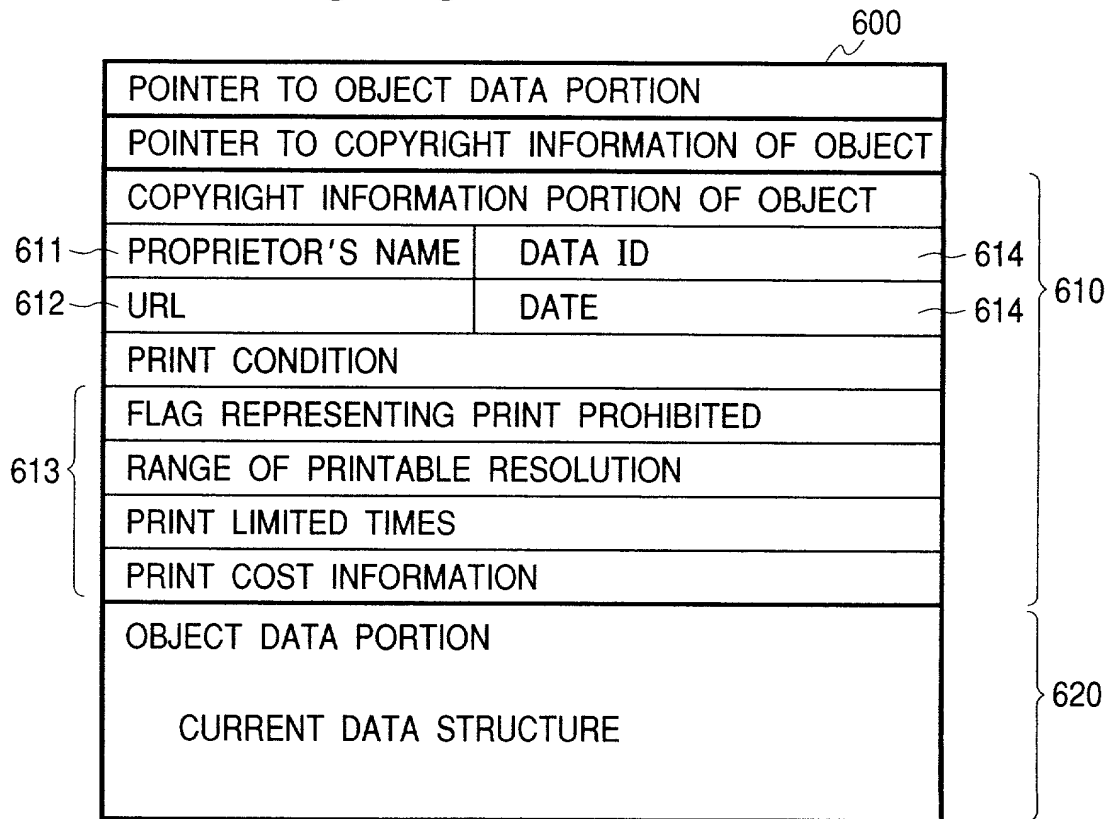 600
POINTER TO OBJECT DATA PORTION
POINTER TO COPYRIGHT INFORMATION OF OBJECT
COPYRIGHT INFORMATION PORTION OF OBJECT
611 PROPRIETOR'S NAME DATA ID 614
612 URL DATE 614
610
PRINT CONDITION
FLAG REPRESENTING PRINT PROHIBITED
613 RANGE OF PRINTABLE RESOLUTION
PRINT LIMITED TIMES
PRINT COST INFORMATION
OBJECT DATA PORTION
620
CURRENT DATA STRUCTURE